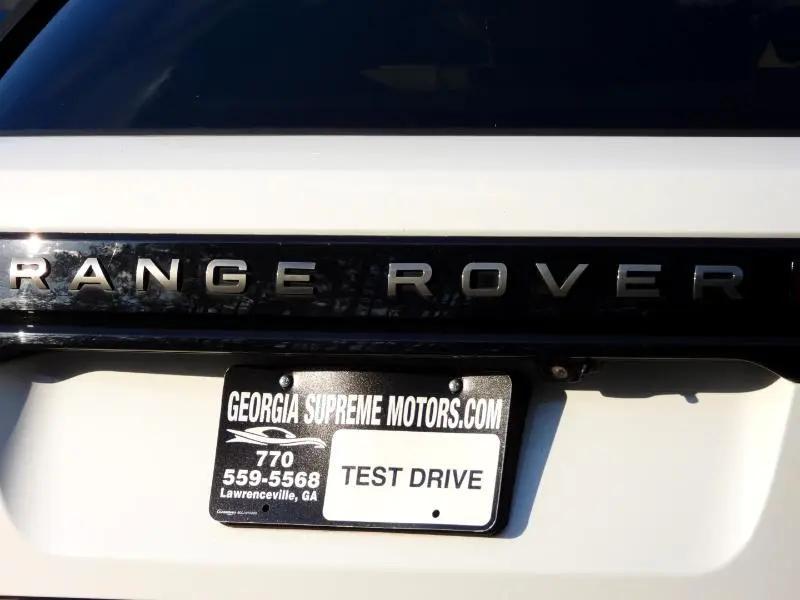 RANGE ROVER
GEORGIA SUPREME MOTORS.COM
770
559-5568
Lawrenceville, GA
TEST DRIVE